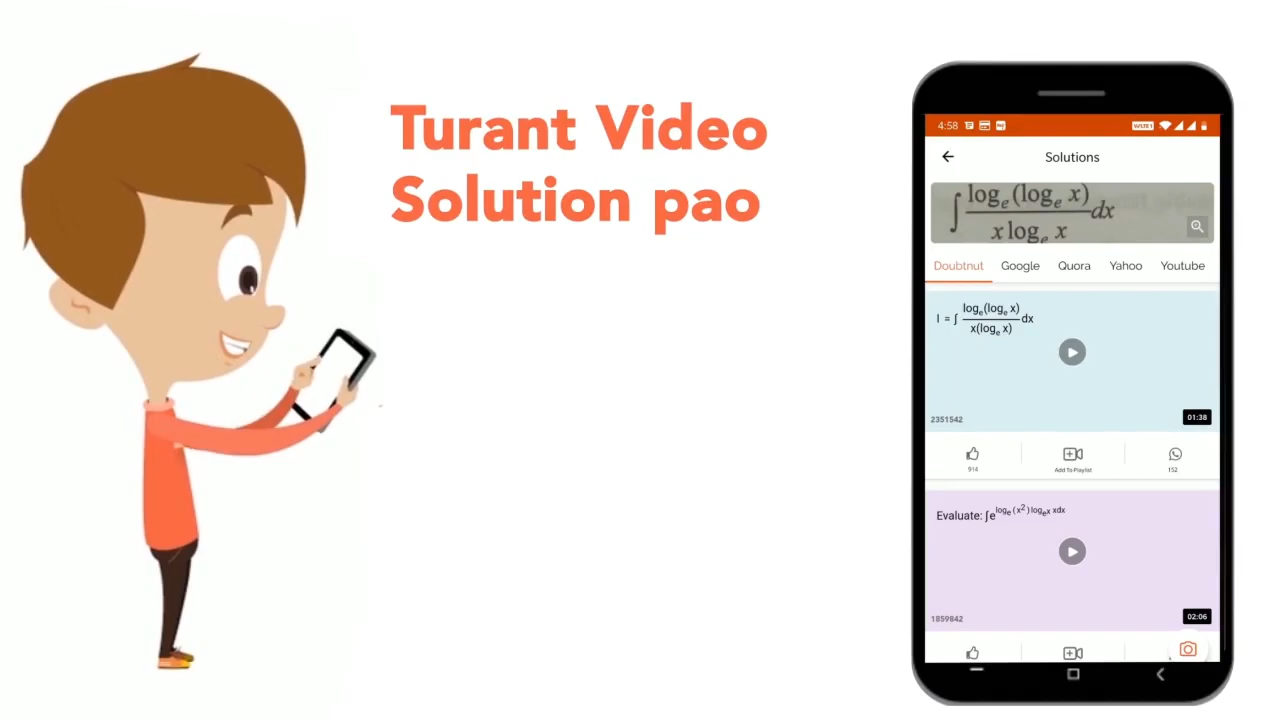 Turant Video
Solution pao
4:58
VoLTE1
Solutions
∫ logₑ(logₑ x) / x logₑ x dx
Doubtnut Google Quora Yahoo Youtube
I = ∫ logₑ(logₑ x) / x(logₑ x) dx
2351542 01:38
914 Add To Playlist 152
Evaluate: ∫e^logₑ(x²)logₑx xdx
1859842 02:06